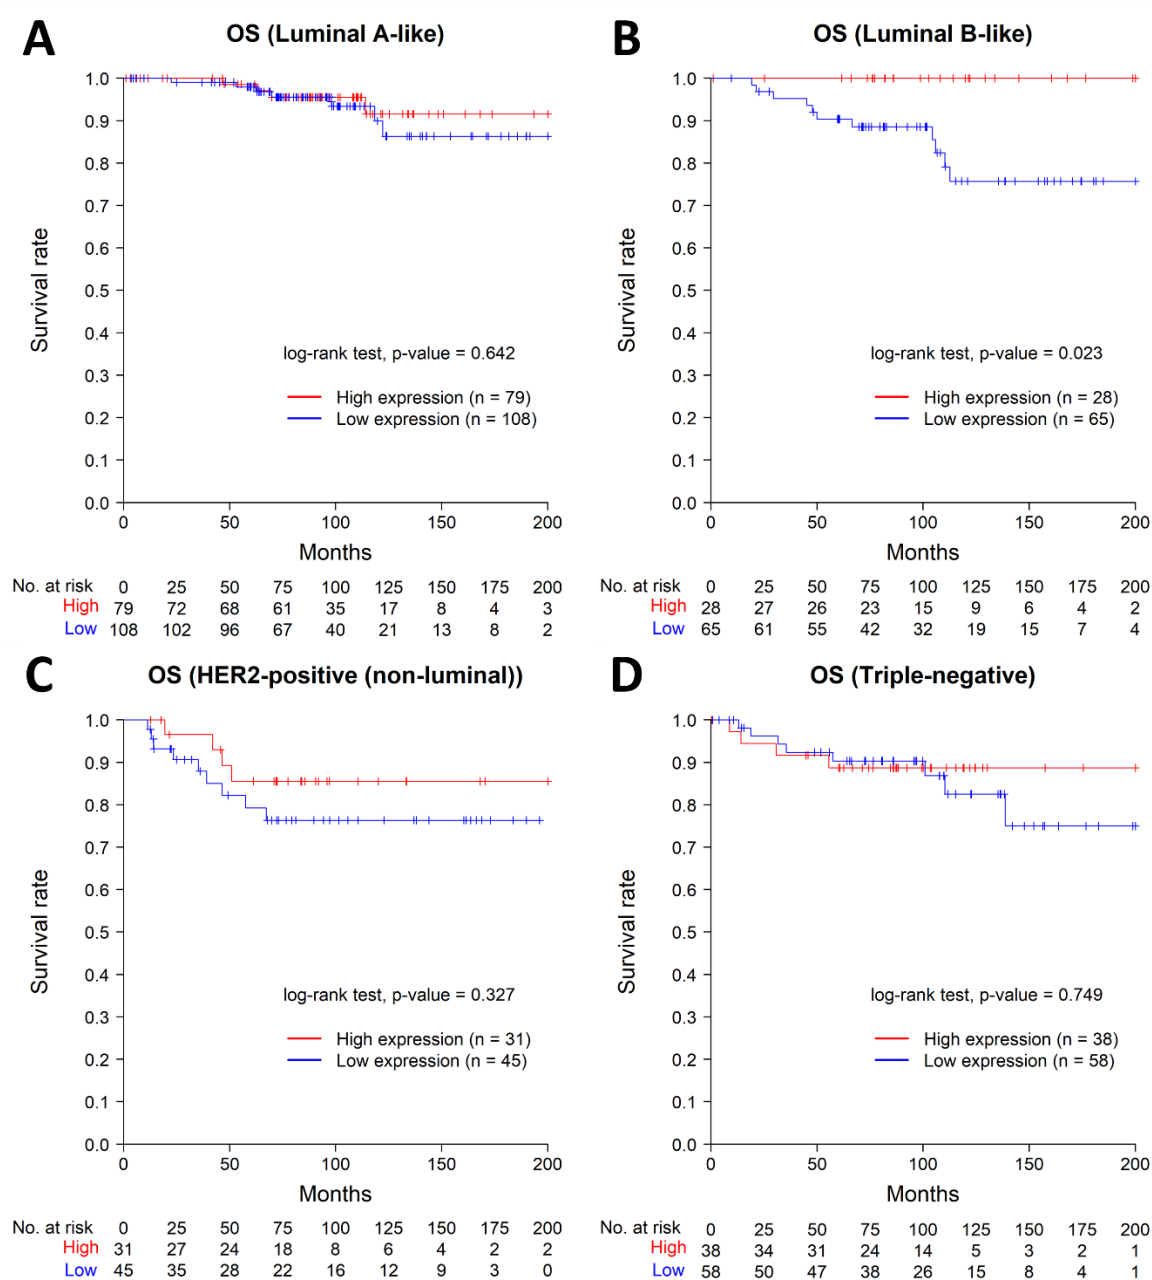 A
OS (Luminal A-like)
1.0
0.9
0.8
0.7
0.6
0.5
0.4
0.3
0.2
0.1
0.0
Survival rate
log-rank test, p-value = 0.642
High expression (n = 79)
Low expression (n = 108)
0 50 100 150 200
Months
No. at risk 0 25 50 75 100 125 150 175 200
High 79 72 68 61 35 17 8 4 3
Low 108 102 96 67 40 21 13 8 2
B
OS (Luminal B-like)
1.0
0.9
0.8
0.7
0.6
0.5
0.4
0.3
0.2
0.1
0.0
Survival rate
log-rank test, p-value = 0.023
High expression (n = 28)
Low expression (n = 65)
0 50 100 150 200
Months
No. at risk 0 25 50 75 100 125 150 175 200
High 28 27 26 23 15 9 6 4 2
Low 65 61 55 42 32 19 15 7 4
C
OS (HER2-positive (non-luminal))
1.0
0.9
0.8
0.7
0.6
0.5
0.4
0.3
0.2
0.1
0.0
Survival rate
log-rank test, p-value = 0.327
High expression (n = 31)
Low expression (n = 45)
0 50 100 150 200
Months
No. at risk 0 25 50 75 100 125 150 175 200
High 31 27 24 18 8 6 4 2 2
Low 45 35 28 22 16 12 9 3 0
D
OS (Triple-negative)
1.0
0.9
0.8
0.7
0.6
0.5
0.4
0.3
0.2
0.1
0.0
Survival rate
log-rank test, p-value = 0.749
High expression (n = 38)
Low expression (n = 58)
0 50 100 150 200
Months
No. at risk 0 25 50 75 100 125 150 175 200
High 38 34 31 24 14 5 3 2 1
Low 58 50 47 38 26 15 8 4 1